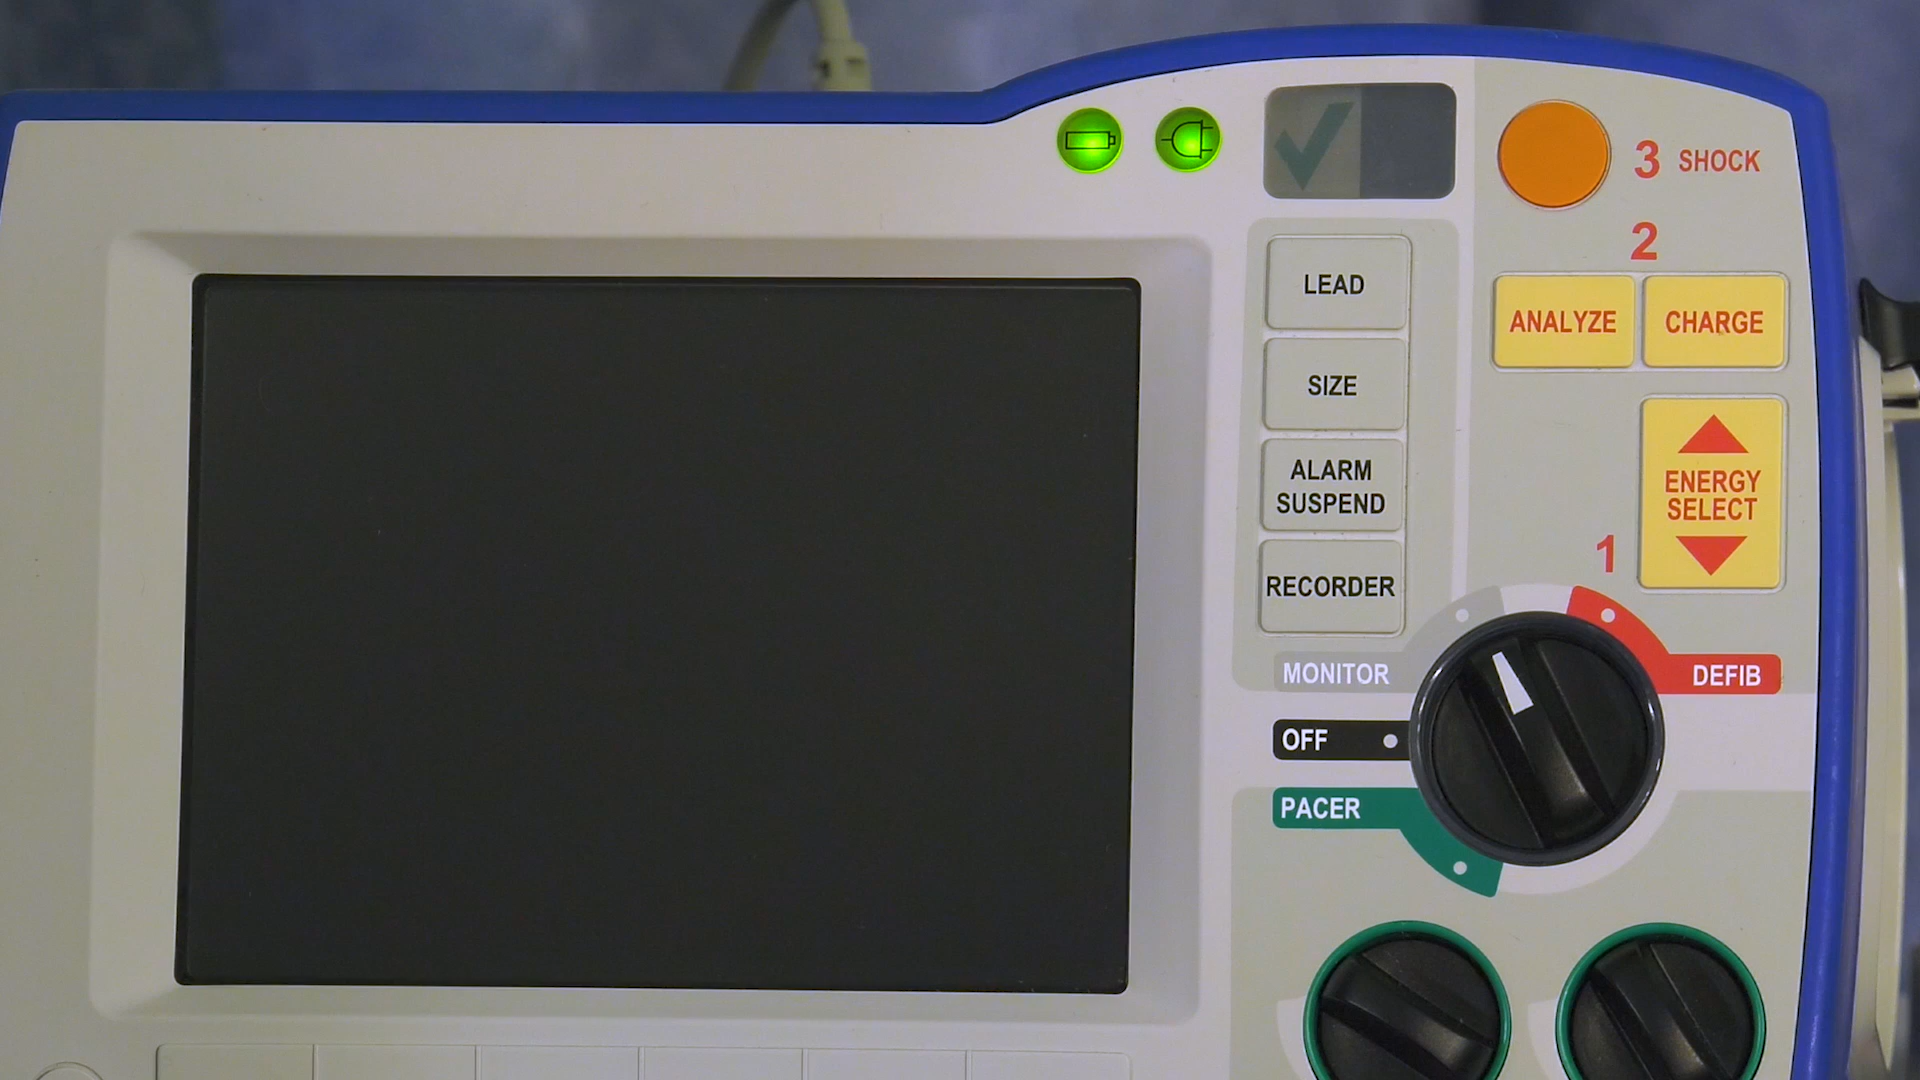 3 SHOCK
2
ANALYZE
CHARGE
LEAD
SIZE
ALARM
SUSPEND
RECORDER
ENERGY
SELECT
1
MONITOR
DEFIB
OFF
PACER